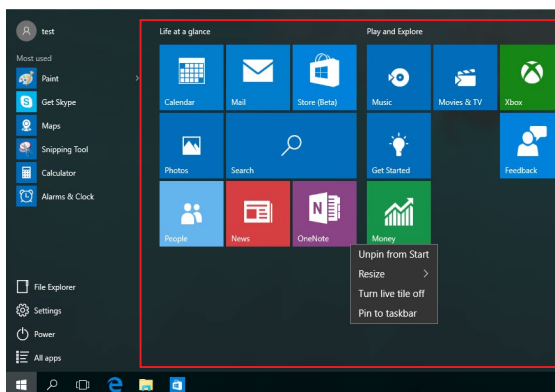 test
Most used
Paint
Get Skype
Maps
Snipping Tool
Calculator
Alarms & Clock
File Explorer
Settings
Power
All apps
Life at a glance
Calendar
Mail
Store (Beta)
Photos
Search
People
News
OneNote
Play and Explore
Music
Movies & TV
Xbox
Get Started
Feedback
Money
Unpin from Start
Resize
Turn live tile off
Pin to taskbar